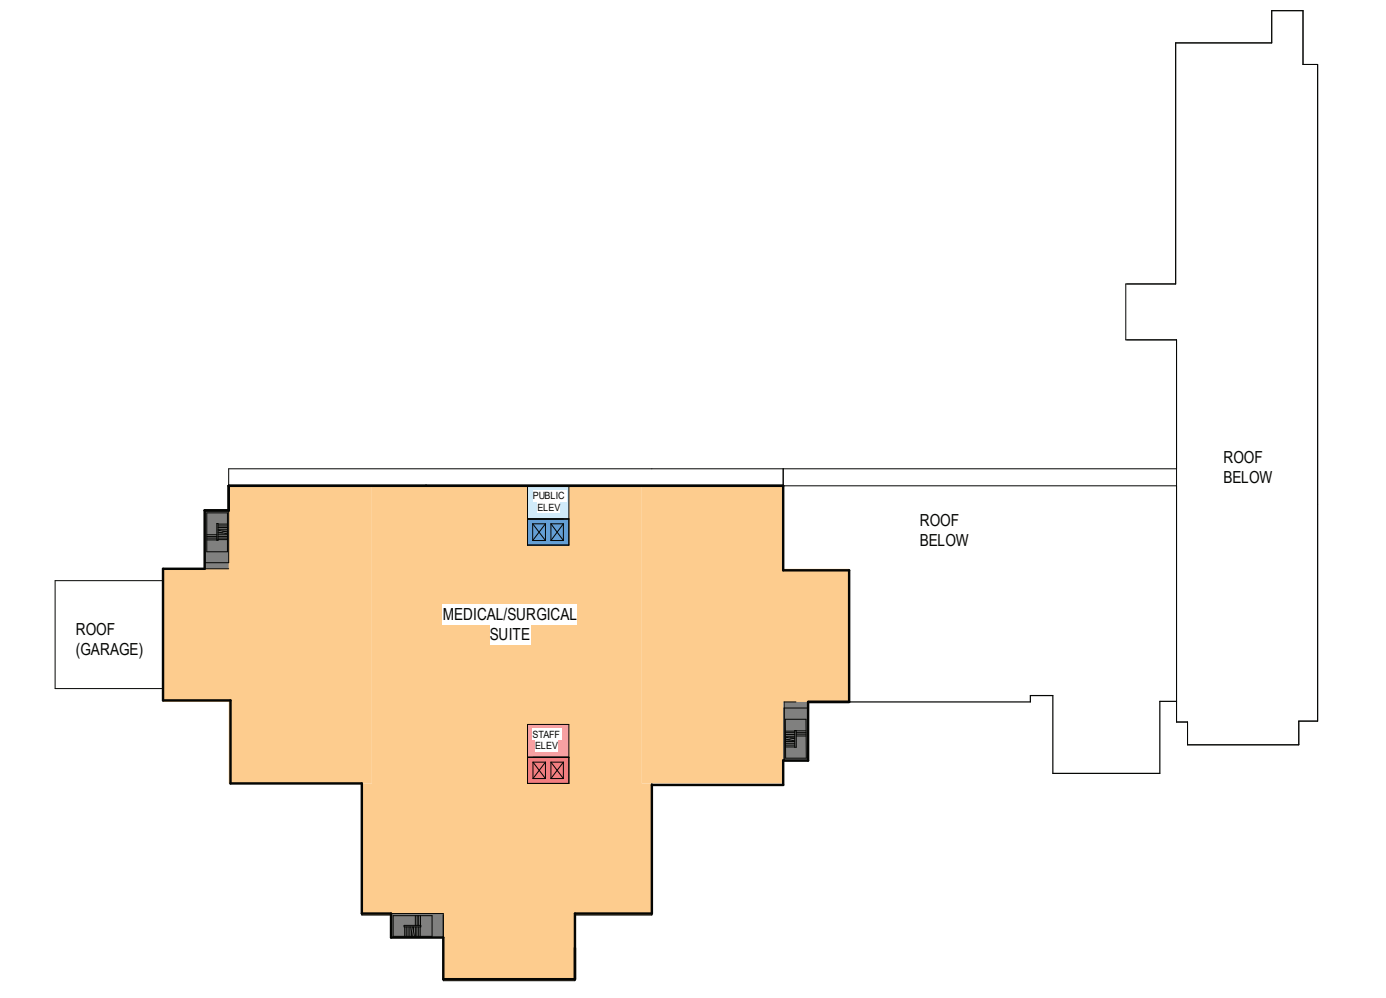 ROOF
BELOW
PUBLIC
ELEV
ROOF
BELOW
MEDICAL/SURGICAL
SUITE
ROOF
(GARAGE)
STAFF
ELEV